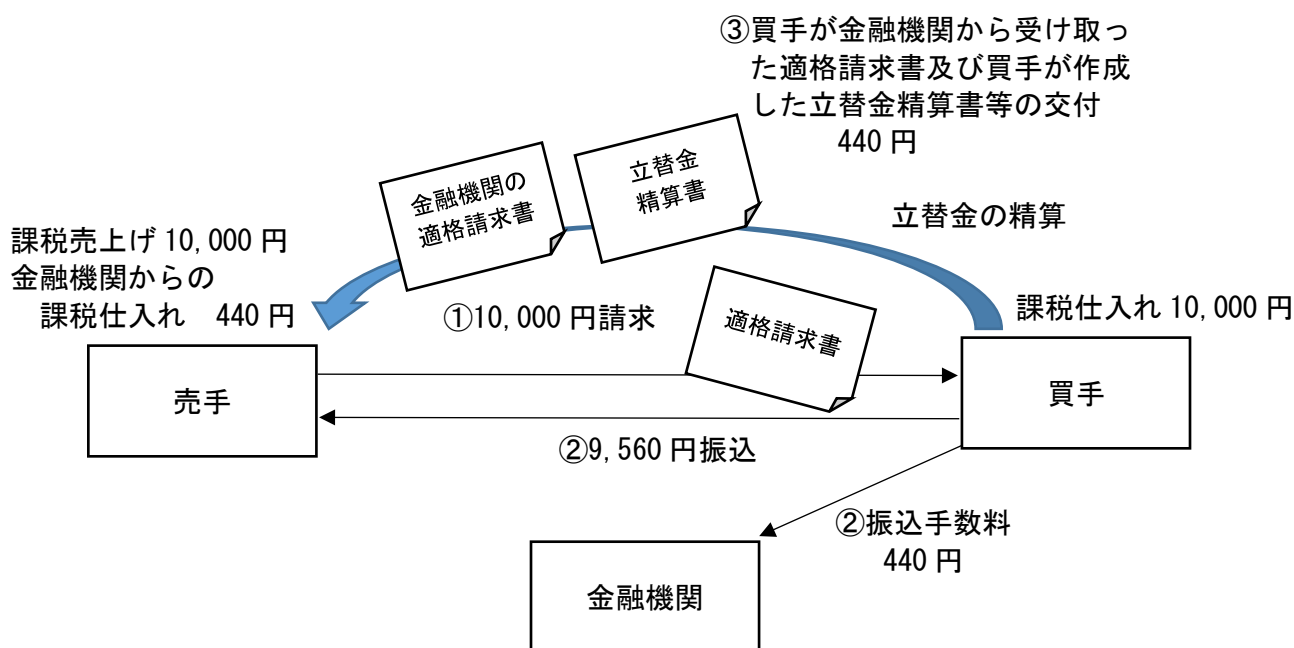 ③買手が金融機関から受け取っ
た適格請求書及び買手が作成
した立替金精算書等の交付
440 円
金融機関の
適格請求書
立替金
精算書
立替金の精算
課税売上げ 10,000 円
金融機関からの
課税仕入れ 440 円
①10,000 円請求
適格請求書
課税仕入れ 10,000 円
売手
買手
②9,560 円振込
②振込手数料
440 円
金融機関